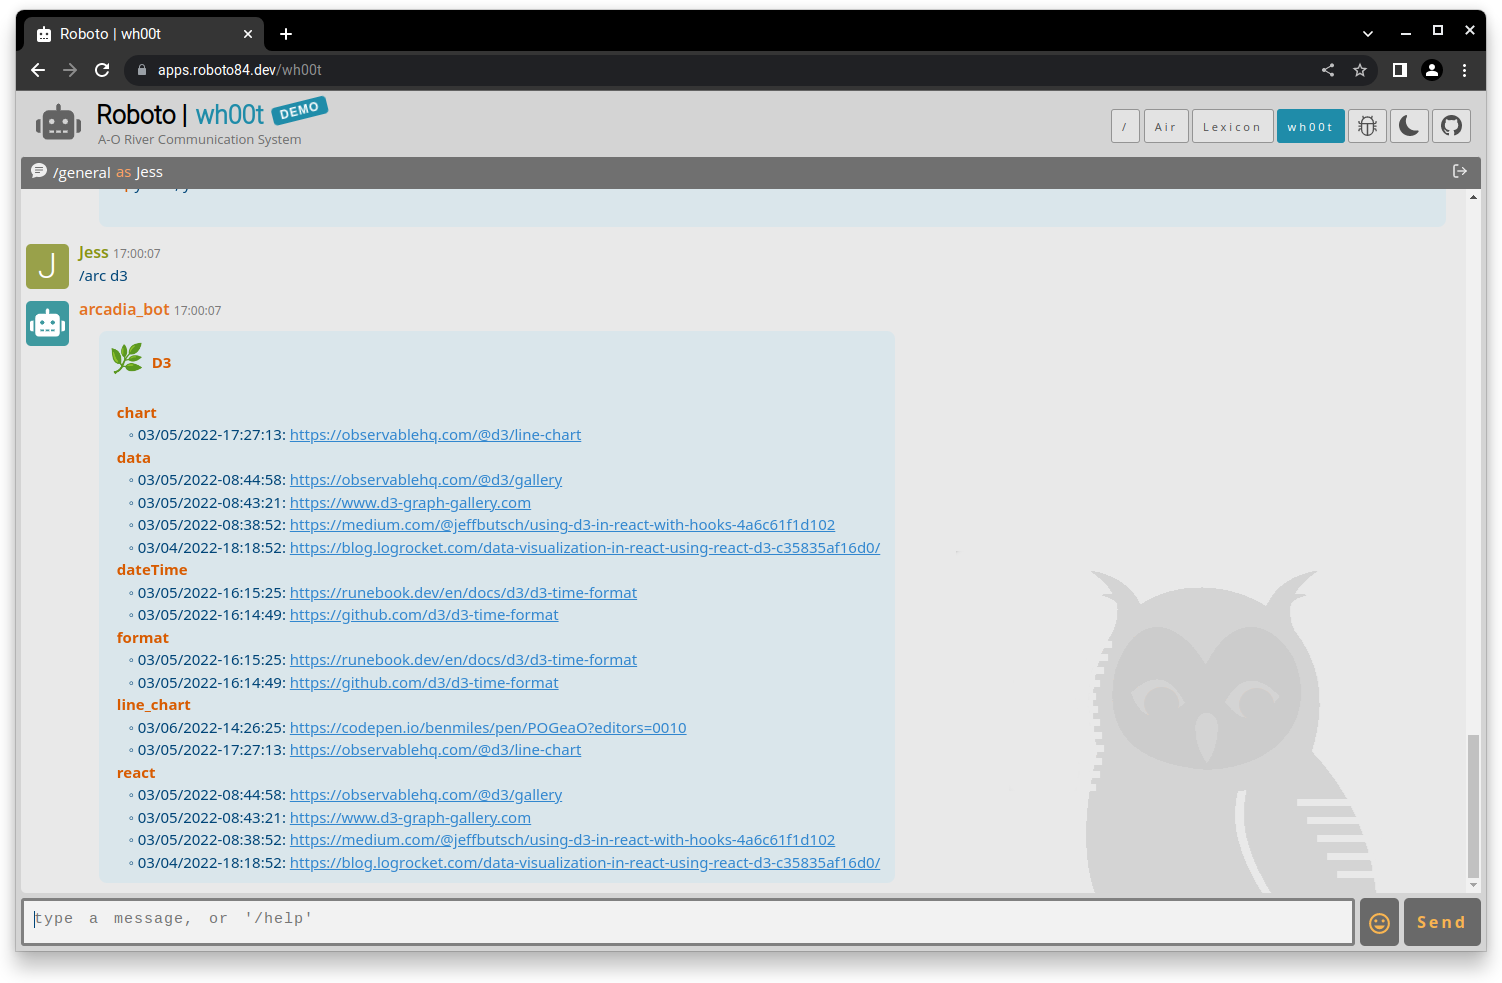 Roboto | wh00t
apps.roboto84.dev/wh00t
Roboto | wh00t DEMO
A-O River Communication System
/ Air Lexicon wh00t
/general as Jess
Jess 17:00:07
J
/arc d3
arcadia_bot 17:00:07
D3
chart
◦ 03/05/2022-17:27:13: https://observablehq.com/@d3/line-chart
data
◦ 03/05/2022-08:44:58: https://observablehq.com/@d3/gallery
◦ 03/05/2022-08:43:21: https://www.d3-graph-gallery.com
◦ 03/05/2022-08:38:52: https://medium.com/@jeffbutsch/using-d3-in-react-with-hooks-4a6c61f1d102
◦ 03/04/2022-18:18:52: https://blog.logrocket.com/data-visualization-in-react-using-react-d3-c35835af16d0/
dateTime
◦ 03/05/2022-16:15:25: https://runebook.dev/en/docs/d3/d3-time-format
◦ 03/05/2022-16:14:49: https://github.com/d3/d3-time-format
format
◦ 03/05/2022-16:15:25: https://runebook.dev/en/docs/d3/d3-time-format
◦ 03/05/2022-16:14:49: https://github.com/d3/d3-time-format
line_chart
◦ 03/06/2022-14:26:25: https://codepen.io/benmiles/pen/POGeaO?editors=0010
◦ 03/05/2022-17:27:13: https://observablehq.com/@d3/line-chart
react
◦ 03/05/2022-08:44:58: https://observablehq.com/@d3/gallery
◦ 03/05/2022-08:43:21: https://www.d3-graph-gallery.com
◦ 03/05/2022-08:38:52: https://medium.com/@jeffbutsch/using-d3-in-react-with-hooks-4a6c61f1d102
◦ 03/04/2022-18:18:52: https://blog.logrocket.com/data-visualization-in-react-using-react-d3-c35835af16d0/
type a message, or '/help'
Send